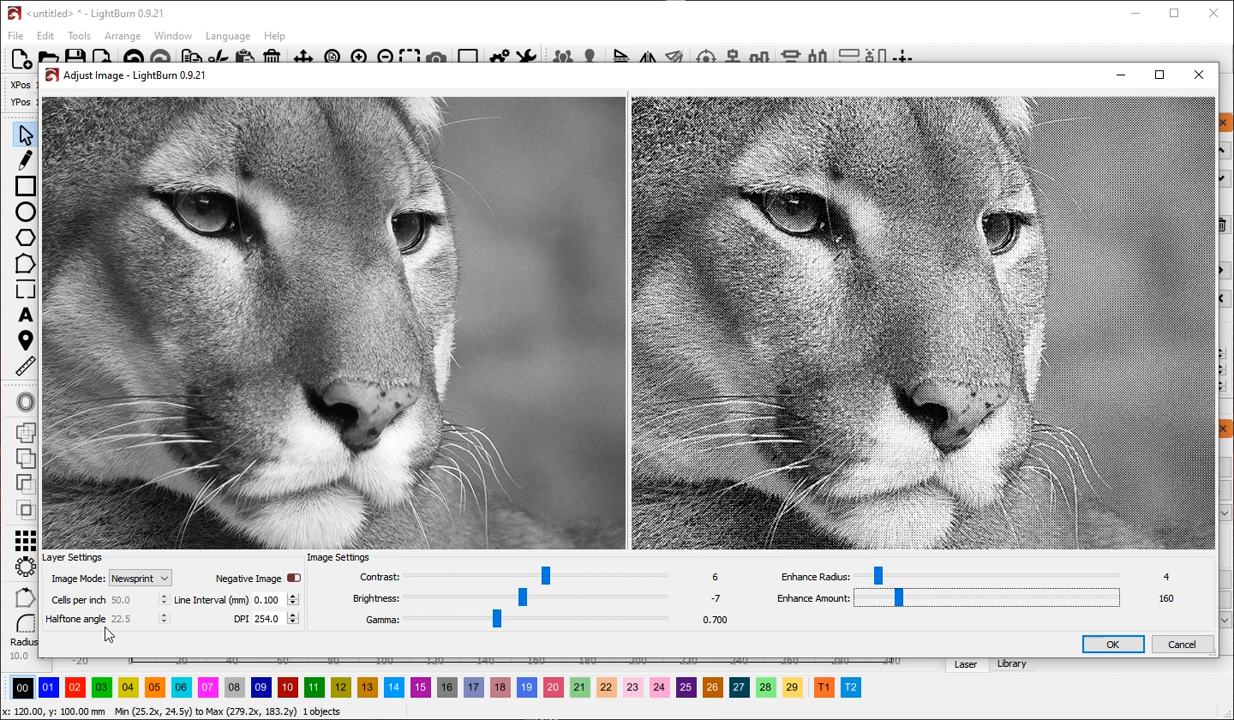 <untitled> * - LightBurn 0.9.21
File Edit Tools Arrange Window Language Help
Adjust Image - LightBurn 0.9.21
XPos
YPos
Layer Settings
Image Mode: Newsprint
Negative Image
Cells per inch 50.0
Line Interval (mm) 0.100
Halftone angle 22.5
DPI 254.0
Image Settings
Contrast: 6
Brightness: -7
Gamma: 0.700
Enhance Radius: 4
Enhance Amount: 160
OK Cancel
Radius
10.0
Laser Library
00 01 02 03 04 05 06 07 08 09 10 11 12 13 14 15 16 17 18 19 20 21 22 23 24 25 26 27 28 29 T1 T2
x: 120.00, y: 100.00 mm Min (25.2x, 24.5y) to Max (279.2x, 183.2y) 1 objects